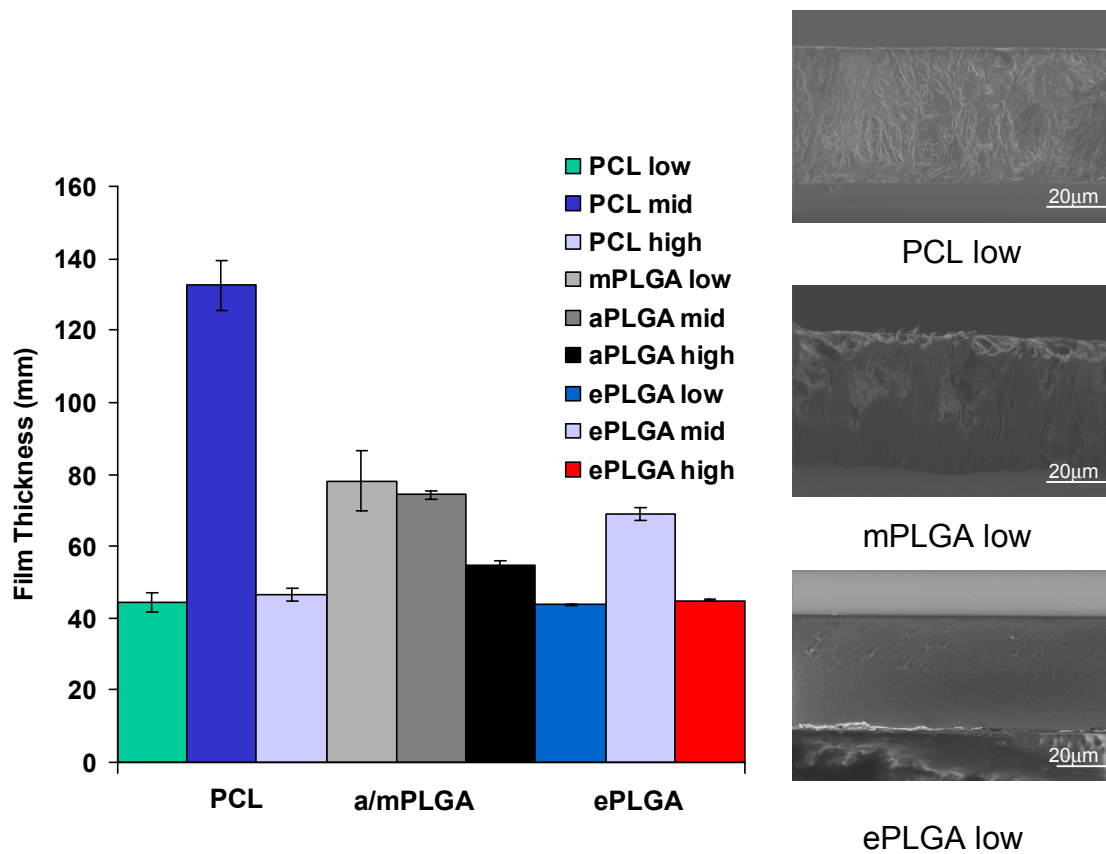 PCL low
PCL mid
PCL high
mPLGA low
aPLGA mid
aPLGA high
ePLGA low
ePLGA mid
ePLGA high
Film Thickness (mm)
160
140
120
100
80
60
40
20
0
PCL
a/mPLGA
ePLGA
20μm
PCL low
20μm
mPLGA low
20μm
ePLGA low